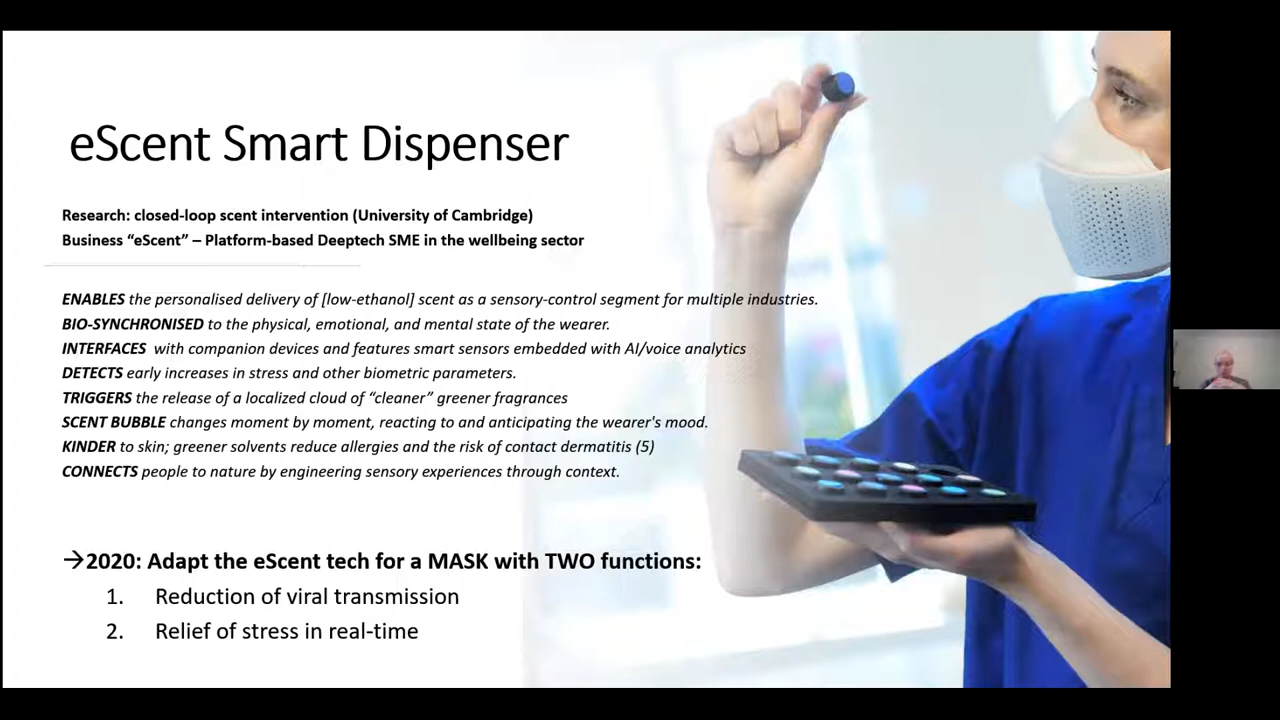 eScent Smart Dispenser
Research: closed-loop scent intervention (University of Cambridge)
Business “eScent” – Platform-based Deeptech SME in the wellbeing sector
ENABLES the personalised delivery of [low-ethanol] scent as a sensory-control segment for multiple industries.
BIO-SYNCHRONISED to the physical, emotional, and mental state of the wearer.
INTERFACES with companion devices and features smart sensors embedded with AI/voice analytics
DETECTS early increases in stress and other biometric parameters.
TRIGGERS the release of a localized cloud of “cleaner” greener fragrances
SCENT BUBBLE changes moment by moment, reacting to and anticipating the wearer's mood.
KINDER to skin; greener solvents reduce allergies and the risk of contact dermatitis (5)
CONNECTS people to nature by engineering sensory experiences through context.
→2020: Adapt the eScent tech for a MASK with TWO functions:
1. Reduction of viral transmission
2. Relief of stress in real-time